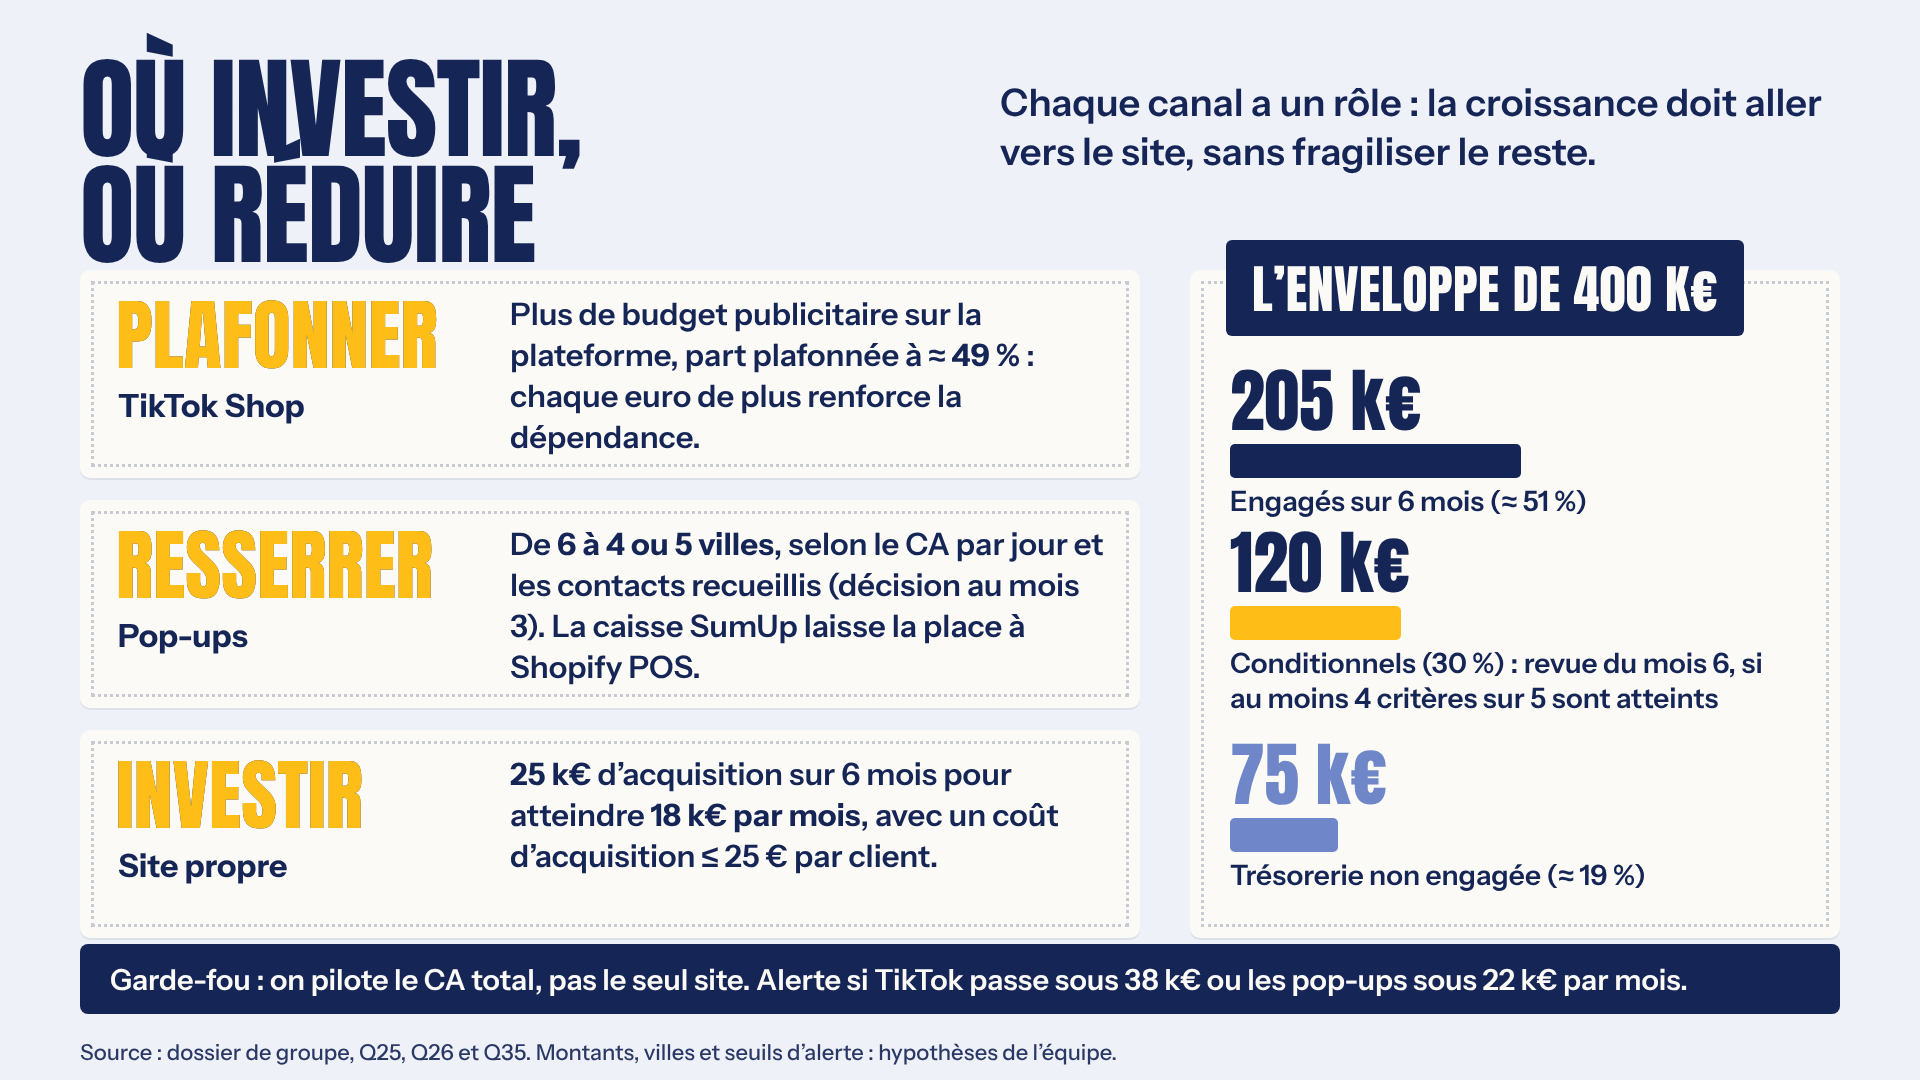 OÙ INVESTIR,
OÙ RÉDUIRE
Chaque canal a un rôle : la croissance doit aller
vers le site, sans fragiliser le reste.
PLAFONNER
TikTok Shop
Plus de budget publicitaire sur la
plateforme, part plafonnée à ≈ 49 % :
chaque euro de plus renforce la
dépendance.
RESSERRER
Pop-ups
De 6 à 4 ou 5 villes, selon le CA par jour et
les contacts recueillis (décision au mois
3). La caisse SumUp laisse la place à
Shopify POS.
INVESTIR
Site propre
25 k€ d’acquisition sur 6 mois pour
atteindre 18 k€ par mois, avec un coût
d’acquisition ≤ 25 € par client.
L’ENVELOPPE DE 400 K€
205 k€
Engagés sur 6 mois (≈ 51 %)
120 k€
Conditionnels (30 %) : revue du mois 6, si
au moins 4 critères sur 5 sont atteints
75 k€
Trésorerie non engagée (≈ 19 %)
Garde-fou : on pilote le CA total, pas le seul site. Alerte si TikTok passe sous 38 k€ ou les pop-ups sous 22 k€ par mois.
Source : dossier de groupe, Q25, Q26 et Q35. Montants, villes et seuils d’alerte : hypothèses de l’équipe.